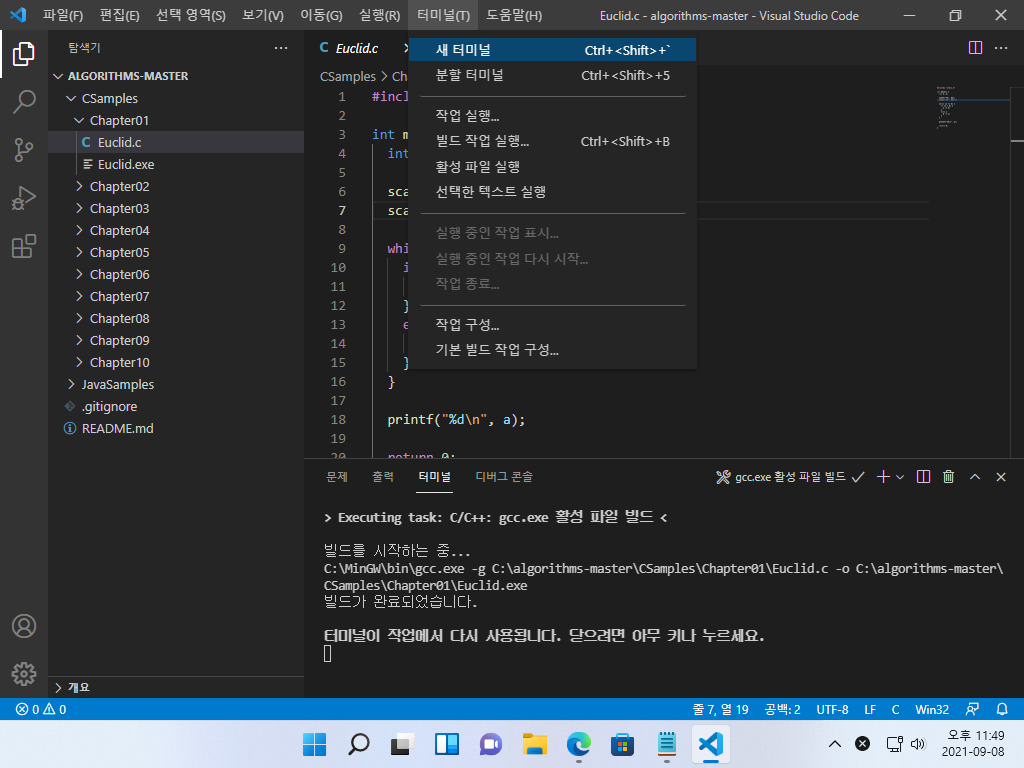 파일(F) 편집(E) 선택 영역(S) 보기(V) 이동(G) 실행(R) 터미널(T) 도움말(H) Euclid.c - algorithms-master - Visual Studio Code
탐색기
ALGORITHMS-MASTER
CSamples
Chapter01
C Euclid.c
Euclid.exe
Chapter02
Chapter03
Chapter04
Chapter05
Chapter06
Chapter07
Chapter08
Chapter09
Chapter10
JavaSamples
.gitignore
README.md
개요
C Euclid.c
CSamples > Ch
새 터미널 Ctrl+<Shift>+`
분할 터미널 Ctrl+<Shift>+5
작업 실행...
빌드 작업 실행... Ctrl+<Shift>+B
활성 파일 실행
선택한 텍스트 실행
실행 중인 작업 표시...
실행 중인 작업 다시 시작...
작업 종료...
작업 구성...
기본 빌드 작업 구성...
1 #incl
2
3 int m
4 int
5
6 sca
7 sca
8
9 whi
10 i
11
12 }
13 e
14
15 }
16 }
17
18 printf("%d\n", a);
19
20 return 0;
문제 출력 터미널 디버그 콘솔 gcc.exe 활성 파일 빌드
> Executing task: C/C++: gcc.exe 활성 파일 빌드 <
빌드를 시작하는 중...
C:\MinGW\bin\gcc.exe -g C:\algorithms-master\CSamples\Chapter01\Euclid.c -o C:\algorithms-master\
CSamples\Chapter01\Euclid.exe
빌드가 완료되었습니다.
터미널이 작업에서 다시 사용됩니다. 닫으려면 아무 키나 누르세요.
0 0 줄 7, 열 19 공백: 2 UTF-8 LF C Win32
오후 11:49
2021-09-08